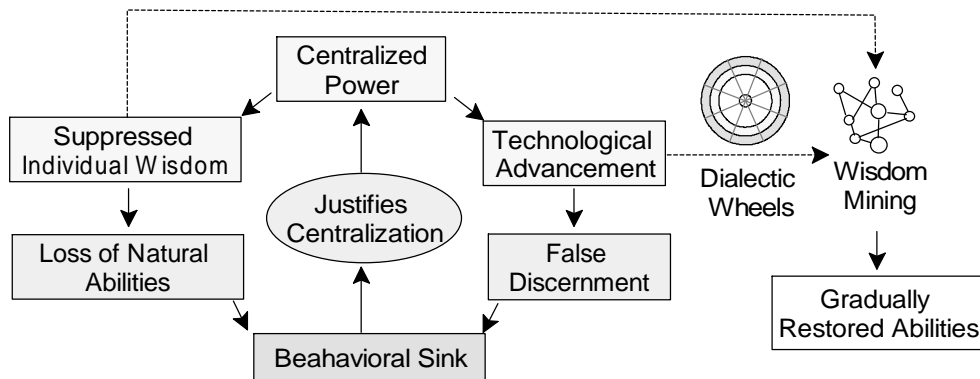 Centralized
Power
Suppressed
Individual Wisdom
Technological
Advancement
Dialectic
Wheels
Wisdom
Mining
Justifies
Centralization
Loss of Natural
Abilities
False
Discernment
Gradually
Restored Abilities
Beahavioral Sink